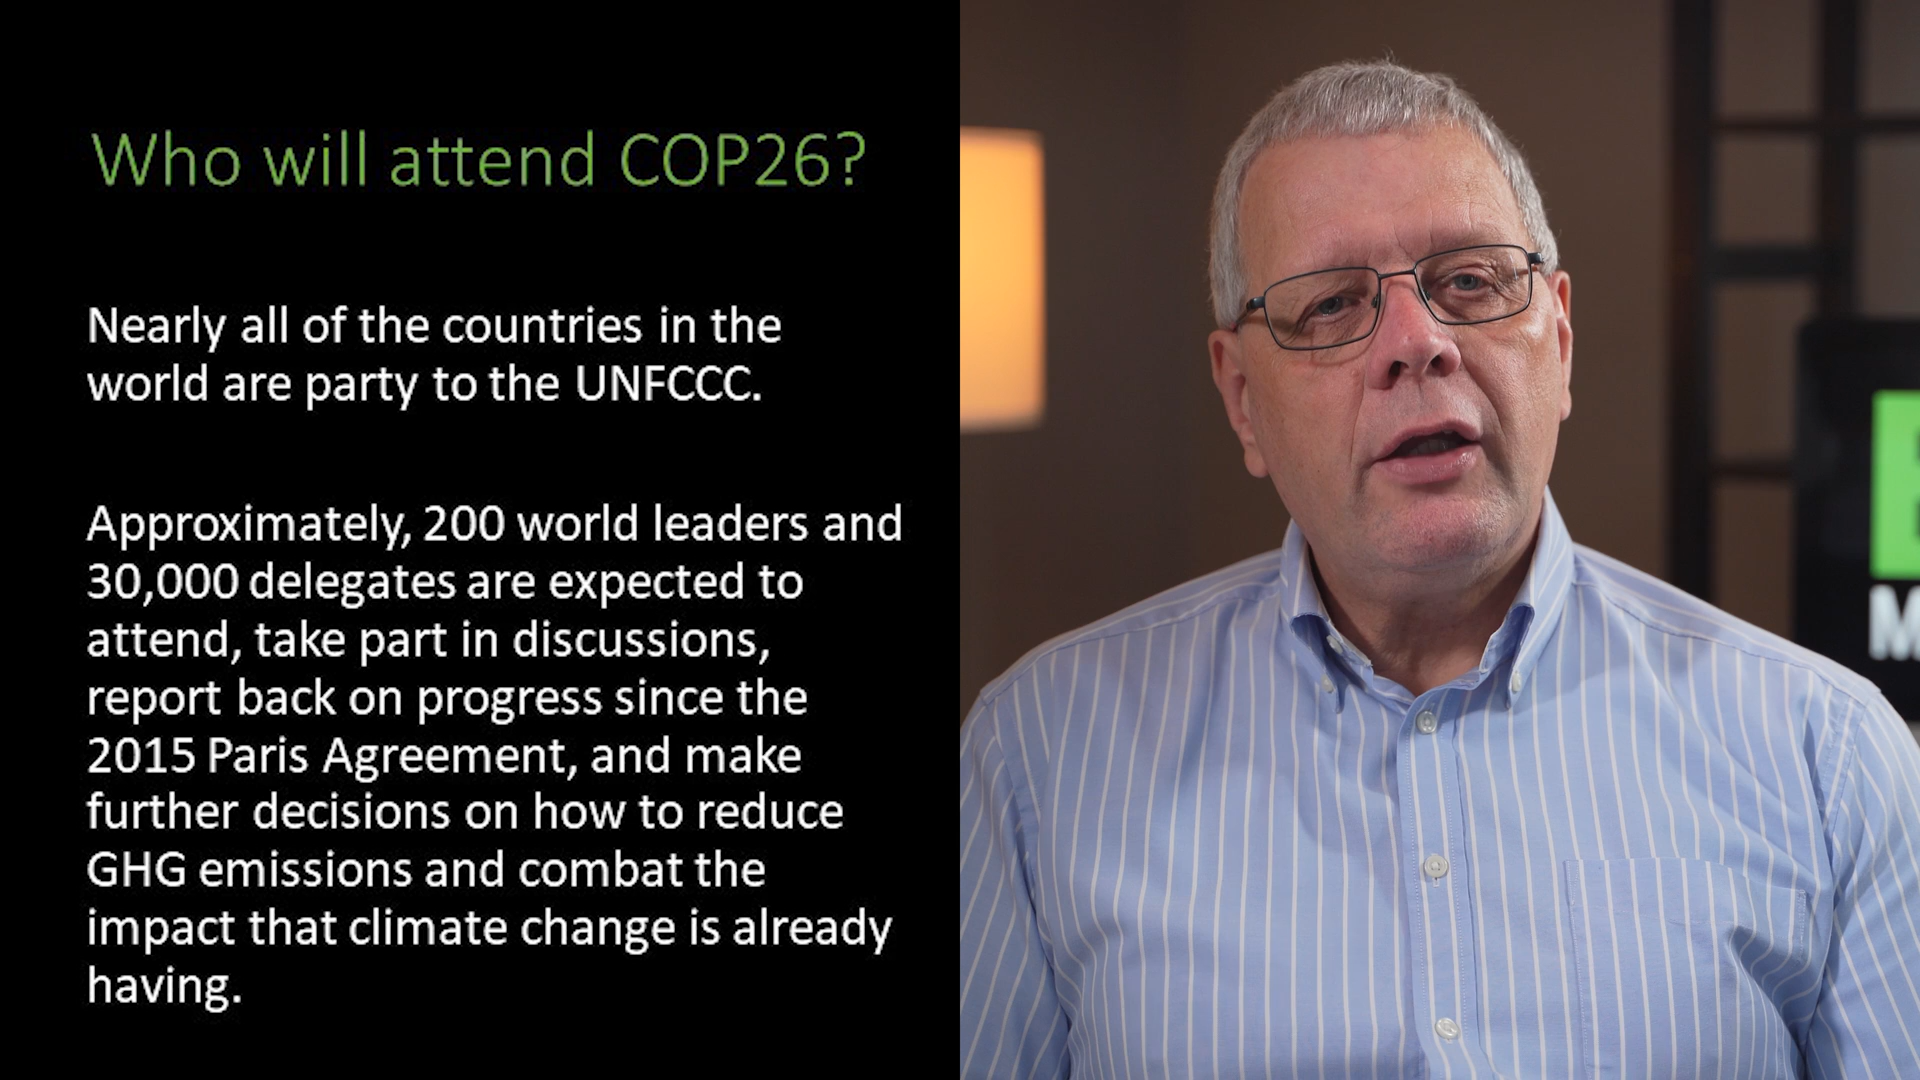 Who will attend COP26?
Nearly all of the countries in the
world are party to the UNFCCC.
Approximately, 200 world leaders and
30,000 delegates are expected to
attend, take part in discussions,
report back on progress since the
2015 Paris Agreement, and make
further decisions on how to reduce
GHG emissions and combat the
impact that climate change is already
having.